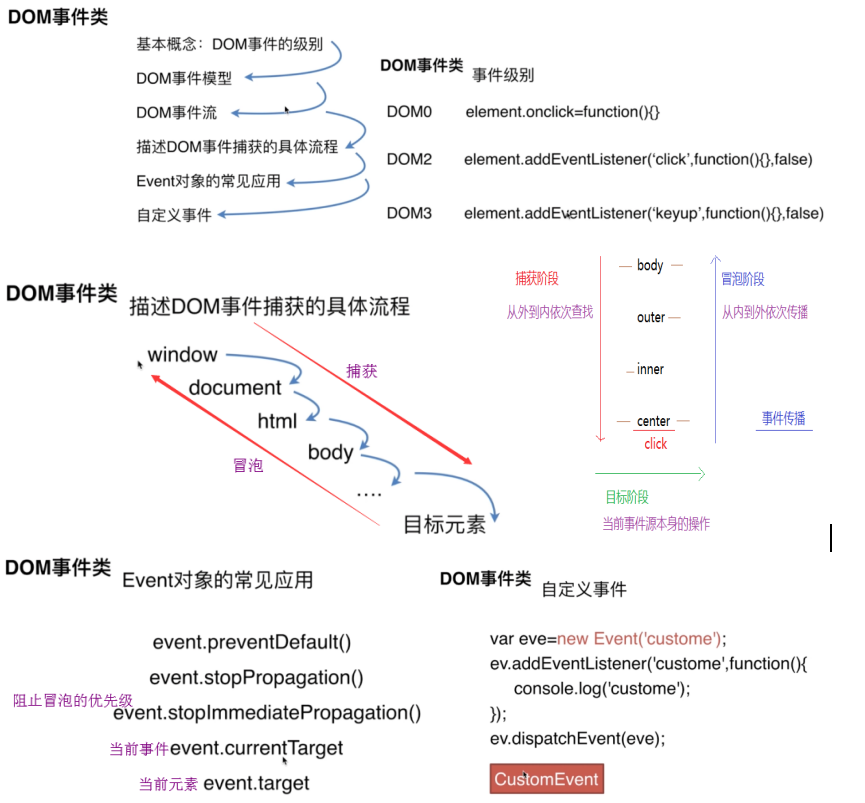 DOM事件类
基本概念：DOM事件的级别
DOM事件模型
DOM事件流
描述DOM事件捕获的具体流程
Event对象的常见应用
自定义事件
DOM事件类 事件级别
DOM0 element.onclick=function(){}
DOM2 element.addEventListener(‘click’,function(){},false)
DOM3 element.addEventListener(‘keyup’,function(){},false)
DOM事件类 描述DOM事件捕获的具体流程
window
document
html
body
....
目标元素
捕获
冒泡
捕获阶段
从外到内依次查找
body
outer
inner
center
click
冒泡阶段
从内到外依次传播
事件传播
目标阶段
当前事件源本身的操作
DOM事件类 Event对象的常见应用
event.preventDefault()
event.stopPropagation()
阻止冒泡的优先级
event.stopImmediatePropagation()
当前事件event.currentTarget
当前元素 event.target
DOM事件类 自定义事件
var eve=new Event('custome');
ev.addEventListener('custome',function(){
console.log('custome');
});
ev.dispatchEvent(eve);
CustomEvent